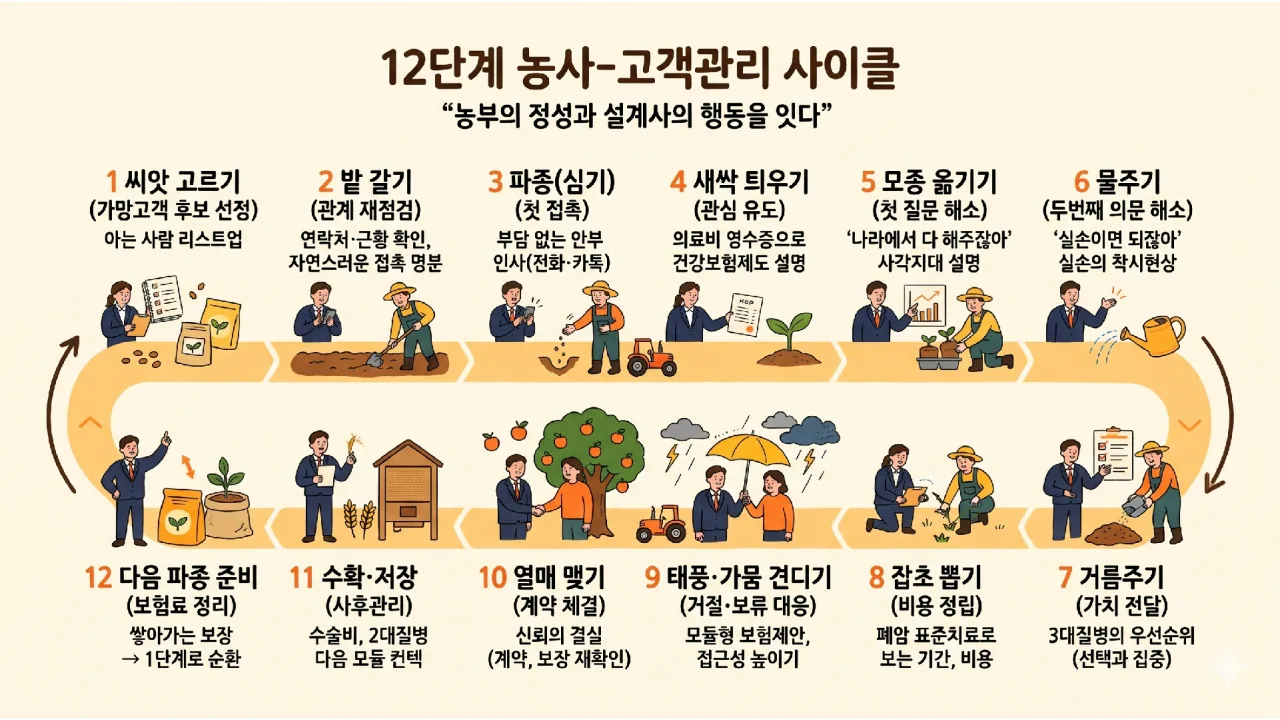 12단계 농사-고객관리 사이클
“농부의 정성과 설계사의 행동을 잇다”
1 씨앗 고르기
(가망고객 후보 선정)
아는 사람 리스트업
2 밭 갈기
(관계 재점검)
연락처·근황 확인,
자연스러운 접촉 명분
3 파종(심기)
(첫 접촉)
부담 없는 안부
인사(전화·카톡)
4 새싹 틔우기
(관심 유도)
의료비 영수증으로
건강보험제도 설명
5 모종 옮기기
(첫 질문 해소)
‘나라에서 다 해주잖아’
사각지대 설명
6 물주기
(두번째 의문 해소)
‘실손이면 되잖아’
실손의 착시현상
12 다음 파종 준비
(보험료 정리)
쌓아가는 보장
→ 1단계로 순환
11 수확·저장
(사후관리)
수술비, 2대질병
다음 모듈 컨텍
10 열매 맺기
(계약 체결)
신뢰의 결실
(계약, 보장 재확인)
9 태풍·가뭄 견디기
(거절·보류 대응)
모듈형 보험제안,
접근성 높이기
8 잡초 뽑기
(비용 정립)
폐암 표준치료로
보는 기간, 비용
7 거름주기
(가치 전달)
3대질병의 우선순위
(선택과 집중)